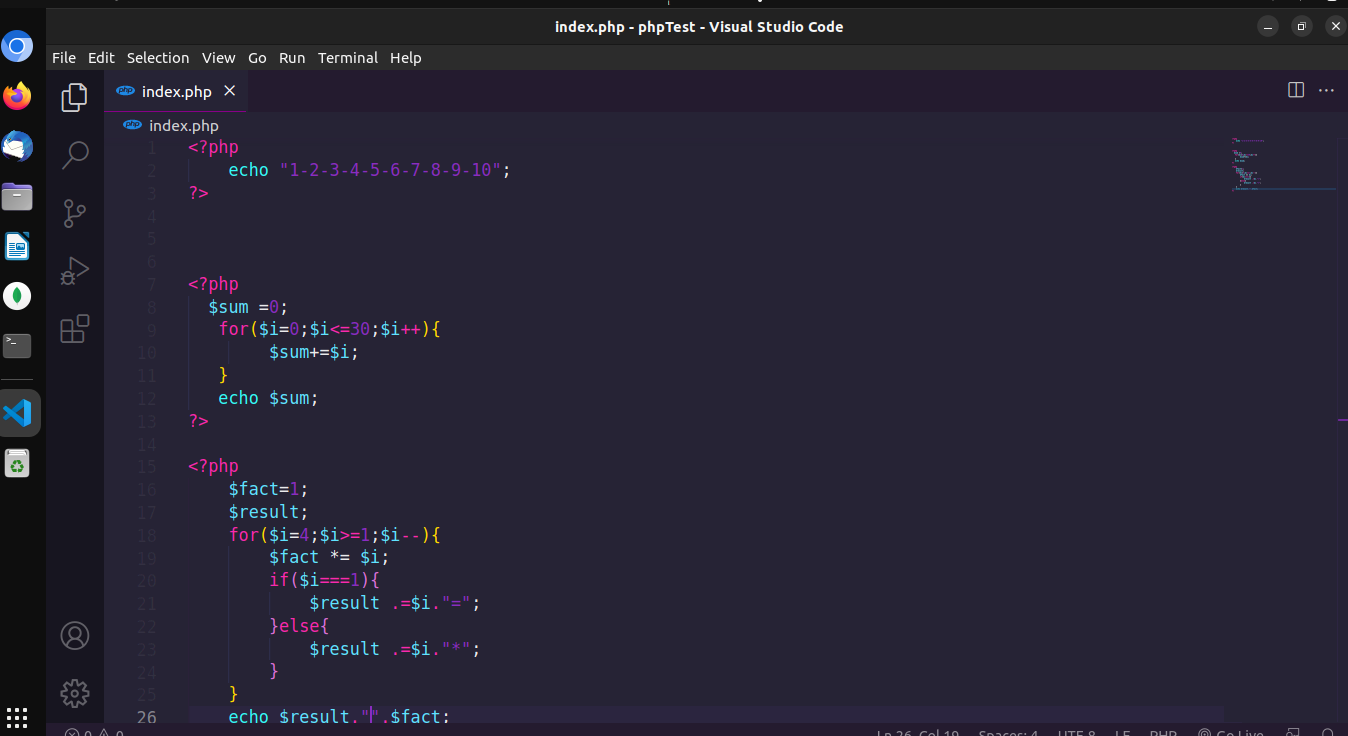 index.php - phpTest - Visual Studio Code
File Edit Selection View Go Run Terminal Help
php index.php
php index.php
1 <?php
2 echo "1-2-3-4-5-6-7-8-9-10";
3 ?>
4
5
6
7 <?php
8 $sum =0;
9 for($i=0;$i<=30;$i++){
10 $sum+=$i;
11 }
12 echo $sum;
13 ?>
14
15 <?php
16 $fact=1;
17 $result;
18 for($i=4;$i>=1;$i--){
19 $fact *= $i;
20 if($i===1){
21 $result .=$i."=";
22 }else{
23 $result .=$i."*";
24 }
25 }
26 echo $result."".$fact;
0 0 Ln 26, Col 19 Spaces: 4 UTF-8 LF PHP Go Live